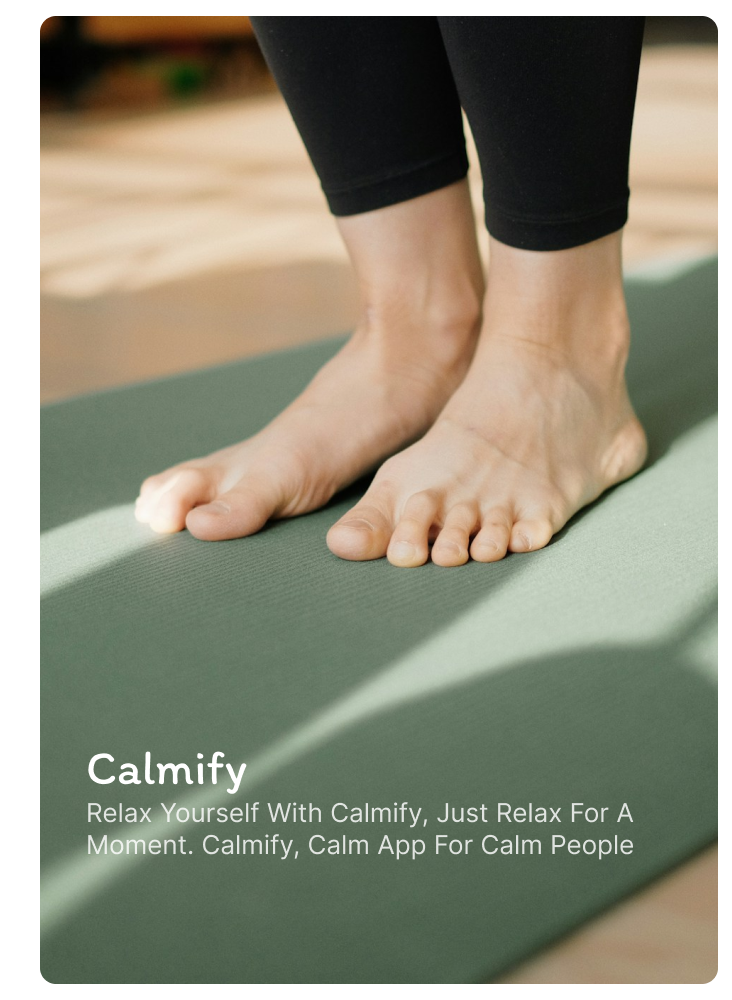 Calmify
Relax Yourself With Calmify, Just Relax For A
Moment. Calmify, Calm App For Calm People